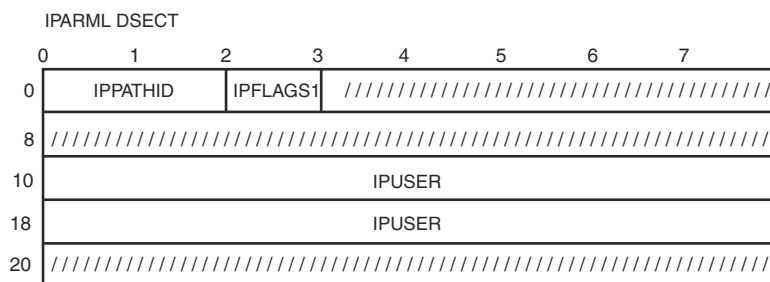 IPARML DSECT
0 1 2 3 4 5 6 7
0 IPPATHID IPFLAGS1 ////////////////////////////////////////
8 ////////////////////////////////////////////////////////////////////
10 IPUSER
18 IPUSER
20 ////////////////////////////////////////////////////////////////////